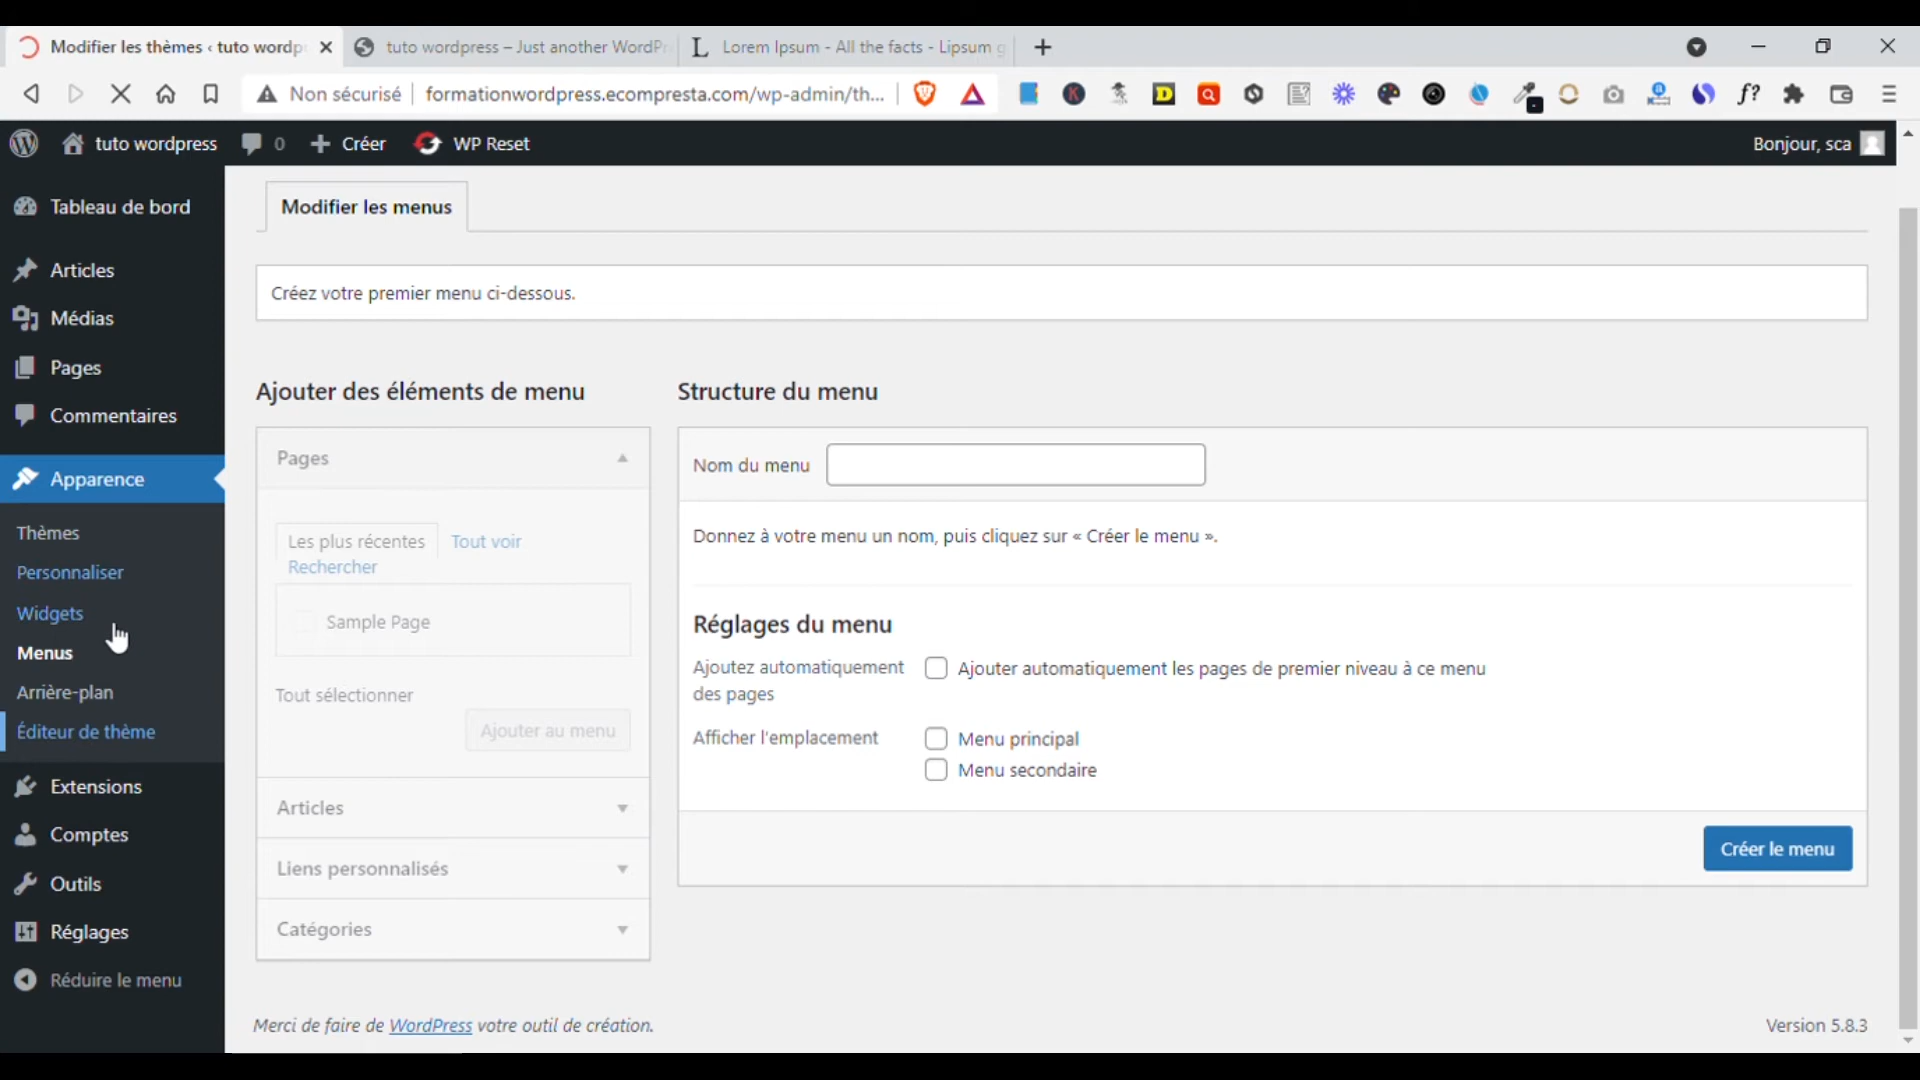 Modifier les thèmes ‹ tuto wordp
tuto wordpress – Just another WordPr
Lorem Ipsum - All the facts - Lipsum g
Non sécurisé
formationwordpress.ecompresta.com/wp-admin/th...
tuto wordpress
0
Créer
WP Reset
Bonjour, sca
Tableau de bord
Articles
Médias
Pages
Commentaires
Apparence
Thèmes
Personnaliser
Widgets
Menus
Arrière-plan
Éditeur de thème
Extensions
Comptes
Outils
Réglages
Réduire le menu
Modifier les menus
Créez votre premier menu ci-dessous.
Ajouter des éléments de menu
Pages
Les plus récentes
Tout voir
Rechercher
Sample Page
Tout sélectionner
Ajouter au menu
Articles
Liens personnalisés
Catégories
Structure du menu
Nom du menu
Donnez à votre menu un nom, puis cliquez sur « Créer le menu ».
Réglages du menu
Ajoutez automatiquement
des pages
Ajouter automatiquement les pages de premier niveau à ce menu
Afficher l'emplacement
Menu principal
Menu secondaire
Créer le menu
Merci de faire de WordPress votre outil de création.
Version 5.8.3